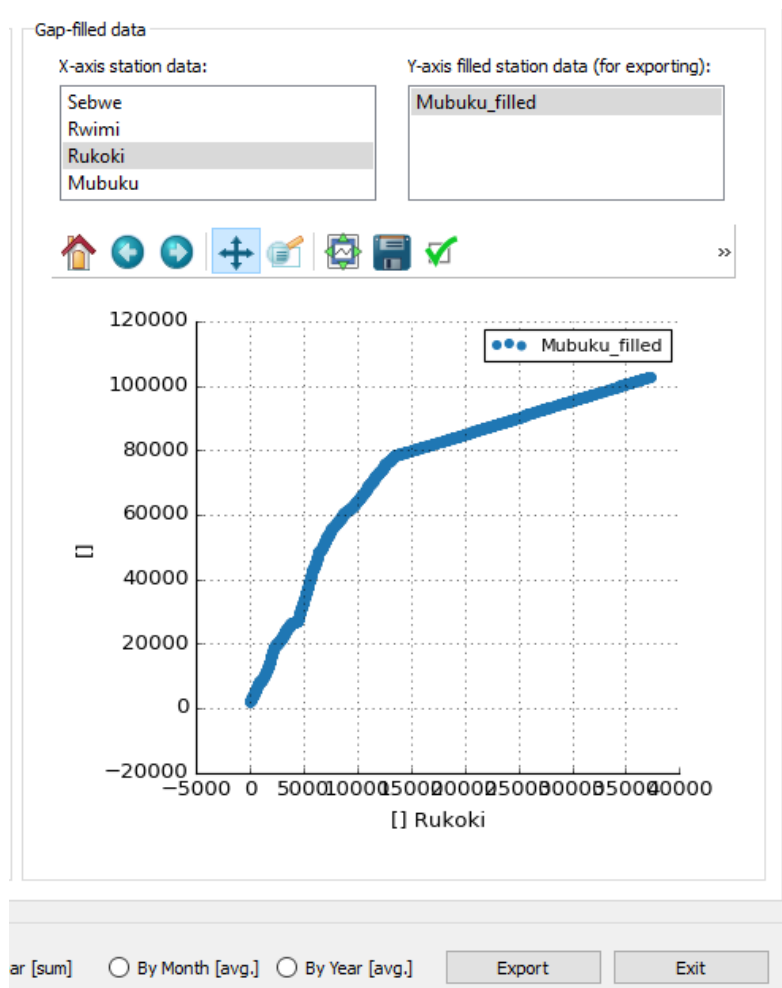 Gap-filled data
X-axis station data:
Y-axis filled station data (for exporting):
Sebwe
Rwimi
Rukoki
Mubuku
Mubuku_filled
»
120000
100000
80000
60000
40000
20000
0
−20000
[]
Mubuku_filled
−5000 0 5000 10000 15000 20000 25000 30000 35000 40000
[] Rukoki
ar [sum] By Month [avg.] By Year [avg.] Export Exit